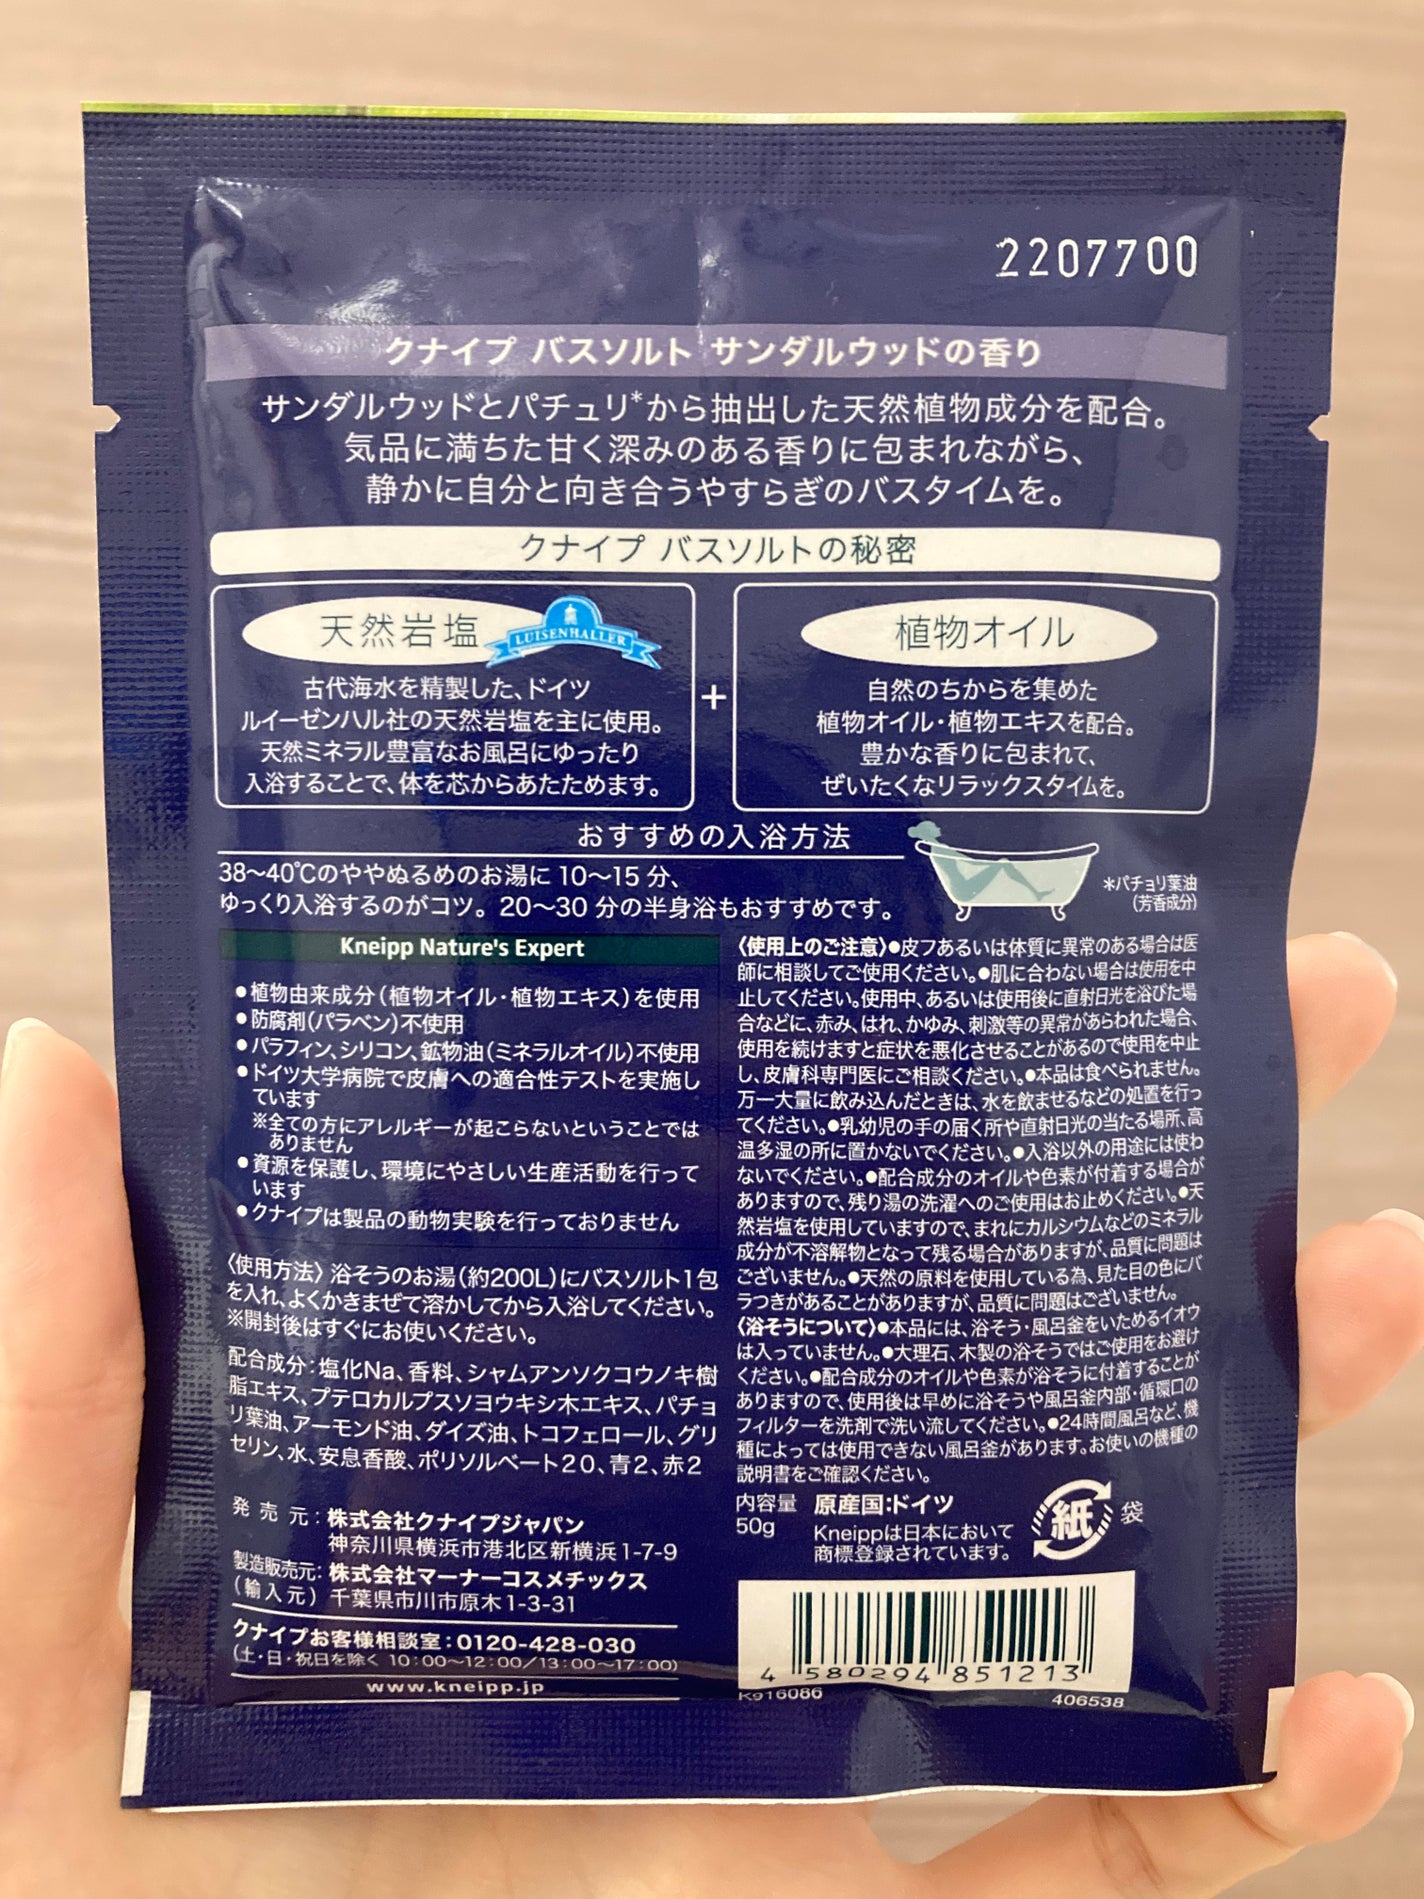 2207700
クナイプ バスソルト サンダルウッドの香り
サンダルウッドとパチュリ*から抽出した天然植物成分を配合。
気品に満ちた甘く深みのある香りに包まれながら、
静かに自分と向き合うやすらぎのバスタイムを。
クナイプ バスソルトの秘密
天然岩塩
LUISENHALLER
古代海水を精製した、ドイツ
ルイーゼンハル社の天然岩塩を主に使用。
天然ミネラル豊富なお風呂にゆったり
入浴することで、体を芯からあたためます。
+
植物オイル
自然のちからを集めた
植物オイル・植物エキスを配合。
豊かな香りに包まれて、
ぜいたくなリラックスタイムを。
おすすめの入浴方法
38〜40℃のややぬるめのお湯に 10〜15 分、
ゆっくり入浴するのがコツ。20〜30 分の半身浴もおすすめです。
*パチョリ葉油
(芳香成分)
Kneipp Nature's Expert
●植物由来成分(植物オイル・植物エキス)を使用
●防腐剤(パラベン)不使用
●パラフィン、シリコン、鉱物油(ミネラルオイル)不使用
●ドイツ大学病院で皮膚への適合性テストを実施し
ています
※全ての方にアレルギーが起こらないということでは
ありません
●資源を保護し、環境にやさしい生産活動を行って
います
●クナイプは製品の動物実験を行っておりません
〈使用方法〉浴そうのお湯(約200L)にバスソルト1包
を入れ、よくかきまぜて溶かしてから入浴してください。
※開封後はすぐにお使いください。
配合成分:塩化Na、香料、シャムアンソクコウノキ樹
脂エキス、プテロカルプスソヨウキシ木エキス、パチョ
リ葉油、アーモンド油、ダイズ油、トコフェロール、グリ
セリン、水、安息香酸、ポリソルベート20、青2、赤2
発売元:株式会社クナイプジャパン
神奈川県横浜市港北区新横浜1-7-9
製造販売元:株式会社マーナーコスメチックス
(輸入元) 千葉県市川市原木1-3-31
クナイプお客様相談室:0120-428-030
(土・日・祝日を除く 10:00〜12:00/13:00〜17:00)
www.kneipp.jp
〈使用上のご注意〉●皮フあるいは体質に異常のある場合は医
師に相談してご使用ください。●肌に合わない場合は使用を中
止してください。使用中、あるいは使用後に直射日光を浴びた場
合などに、赤み、はれ、かゆみ、刺激等の異常があらわれた場合、
使用を続けますと症状を悪化させることがあるので使用を中止
し、皮膚科専門医にご相談ください。●本品は食べられません。
万一大量に飲み込んだときは、水を飲ませるなどの処置を行っ
てください。●乳幼児の手の届く所や直射日光の当たる場所、高
温多湿の所に置かないでください。●入浴以外の用途には使わ
ないでください。●配合成分のオイルや色素が付着する場合が
ありますので、残り湯の洗濯へのご使用はお止めください。●天
然岩塩を使用していますので、まれにカルシウムなどのミネラル
成分が不溶解物となって残る場合がありますが、品質に問題は
ございません。●天然の原料を使用している為、見た目の色にバ
ラつきがあることがありますが、品質に問題はございません。
〈浴そうについて〉●本品には、浴そう・風呂釜をいためるイオウ
は入っていません。●大理石、木製の浴そうではご使用をお避け
ください。●配合成分のオイルや色素が浴そうに付着することが
ありますので、使用後は早めに浴そうや風呂釜内部・循環口の
フィルターを洗剤で洗い流してください。●24時間風呂など、機
種によっては使用できない風呂釜があります。お使いの機種の
説明書をご確認ください。
内容量 原産国:ドイツ
50g
Kneippは日本において
商標登録されています。
紙 袋
4 580294 851213
K916086
406538